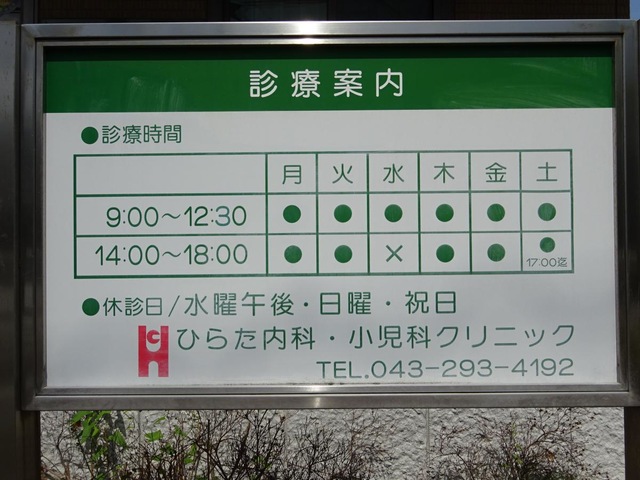 診療案内
●診療時間
月 火 水 木 金 土
9:00～12:30 ● ● ● ● ● ●
14:00～18:00 ● ● × ● ● ● 17:00迄
●休診日/水曜午後・日曜・祝日
ひらた内科・小児科クリニック
TEL.043-293-4192